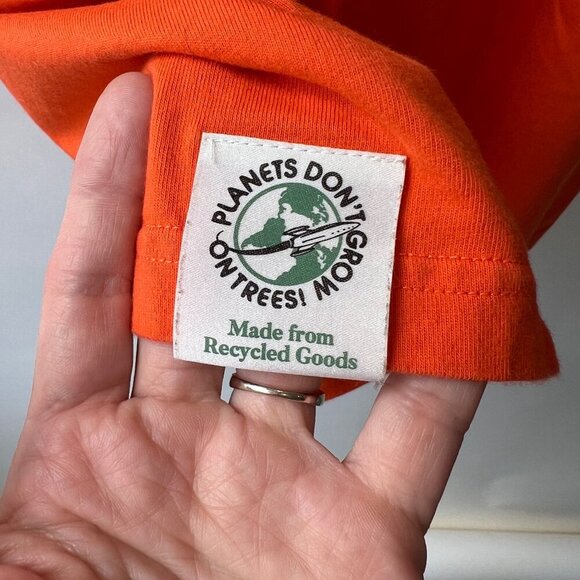 PLANETS DON'T GROW
ON TREES!
Made from
Recycled Goods